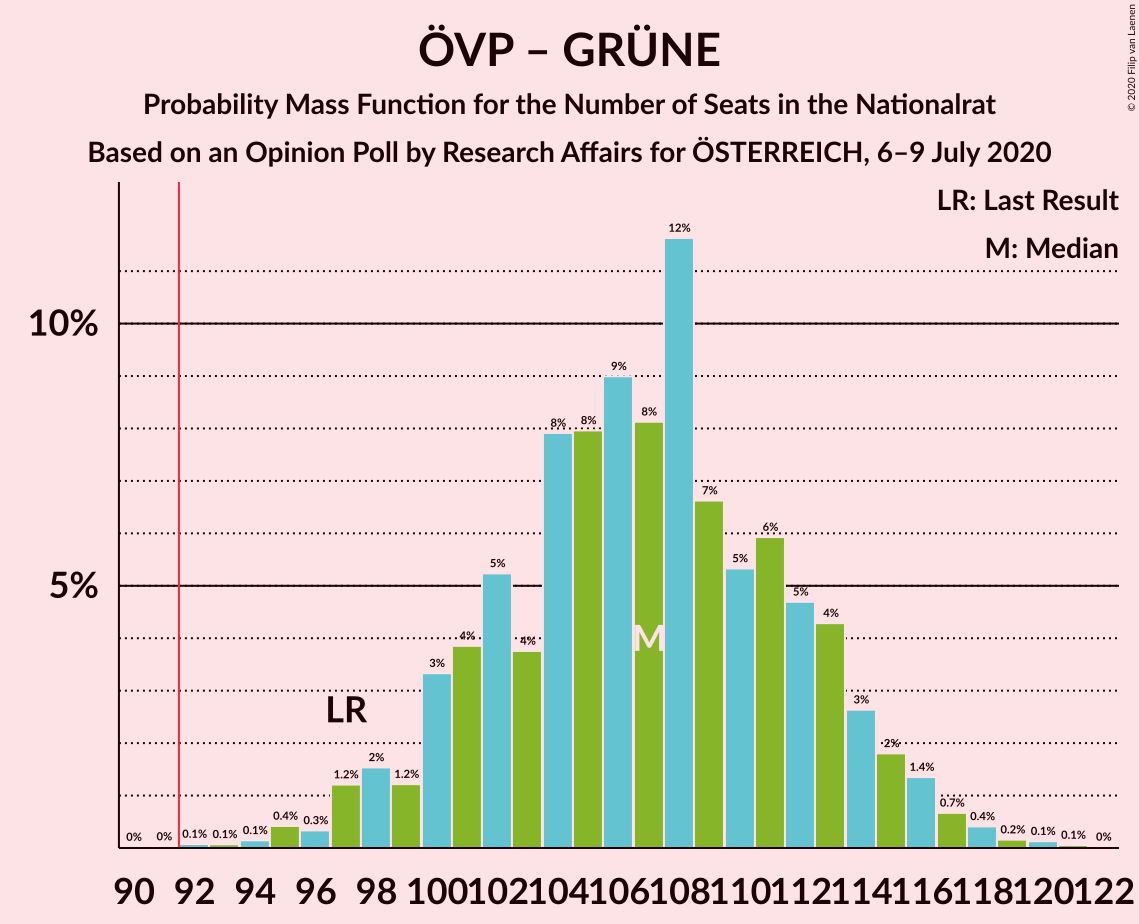 ÖVP – GRÜNE
Probability Mass Function for the Number of Seats in the Nationalrat
Based on an Opinion Poll by Research Affairs for ÖSTERREICH, 6–9 July 2020
© 2020 Filip van Laenen
LR: Last Result
M: Median
10%
5%
0% 0% 0.1% 0.1% 0.1% 0.4% 0.3% 1.2% 2% 1.2% 3% 4% 5% 4% 8% 8% 9% 8% 12% 7% 5% 6% 5% 4% 3% 2% 1.4% 0.7% 0.4% 0.2% 0.1% 0.1% 0%
LR
M
90 92 94 96 98 100 102 104 106 108 110 112 114 116 118 120 122